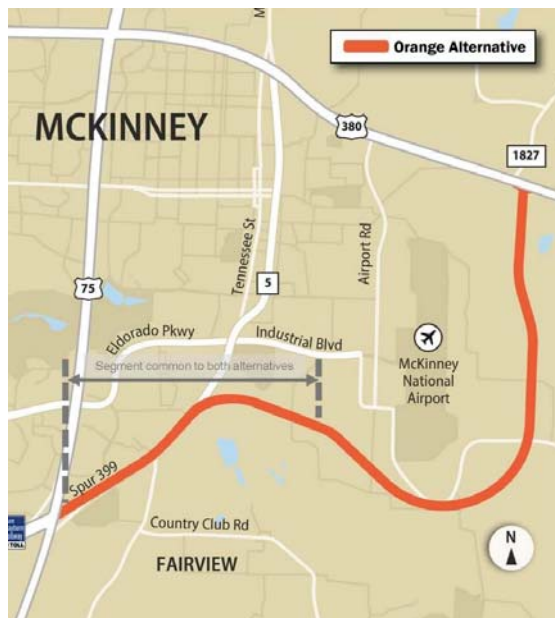 Orange Alternative
MCKINNEY
380
1827
Tennessee St
Airport Rd
5
75
Eldorado Pkwy
Industrial Blvd
Segment common to both alternatives
McKinney
National
Airport
Spur 399
Country Club Rd
FAIRVIEW
TOLL
N
M